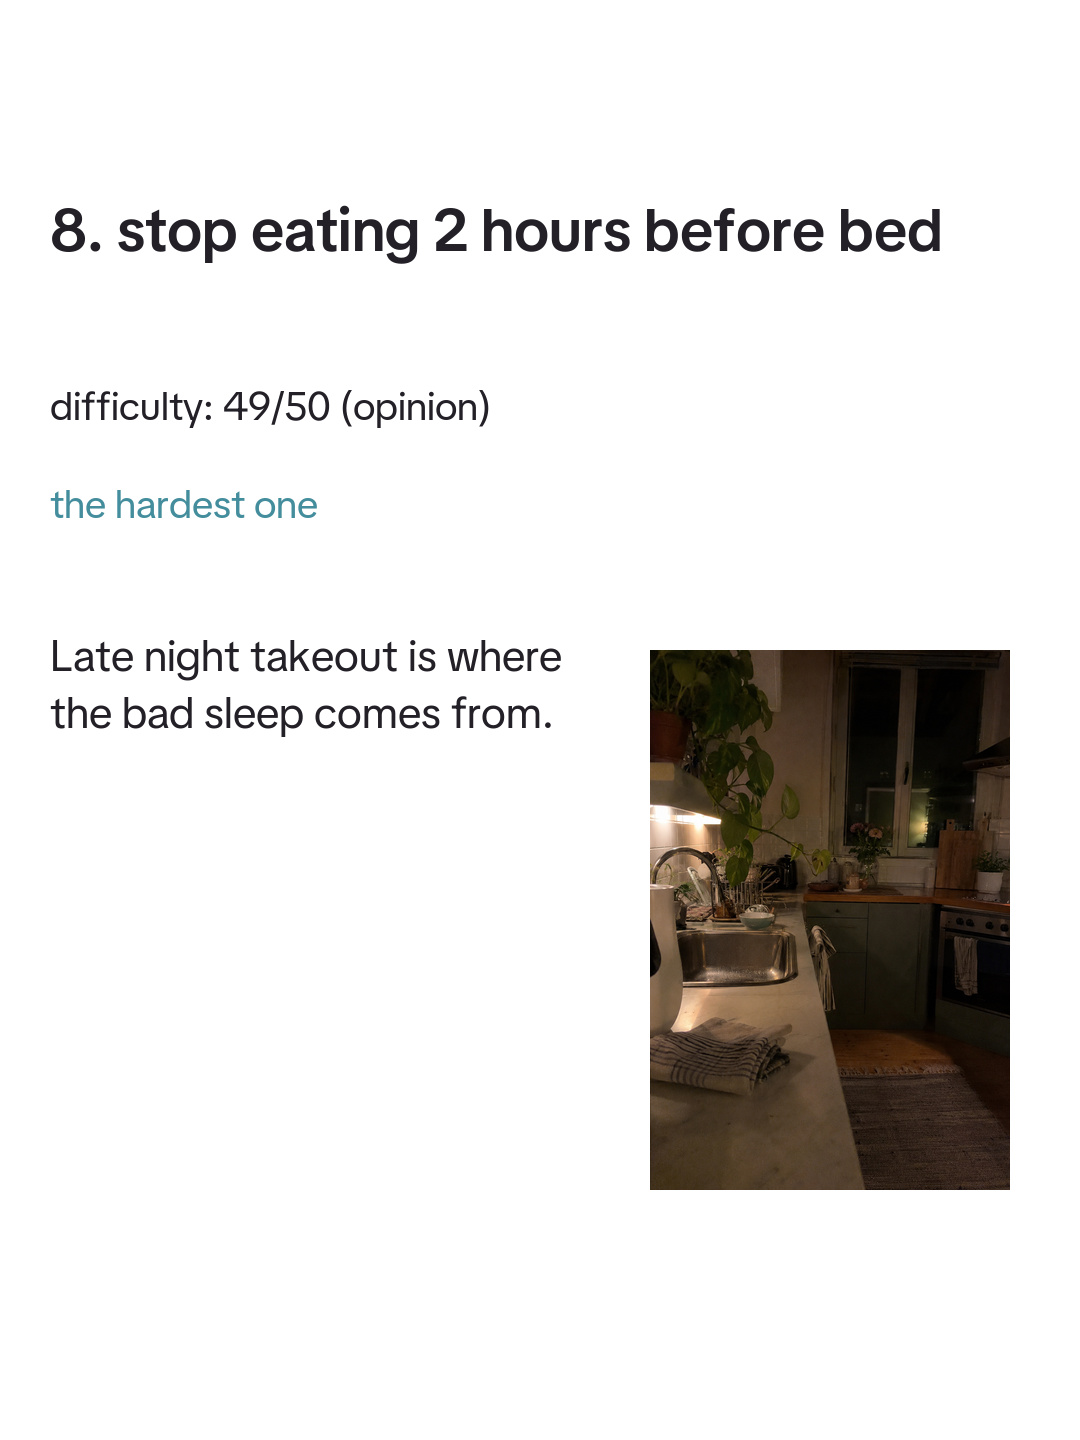 8. stop eating 2 hours before bed
difficulty: 49/50 (opinion)
the hardest one
Late night takeout is where
the bad sleep comes from.